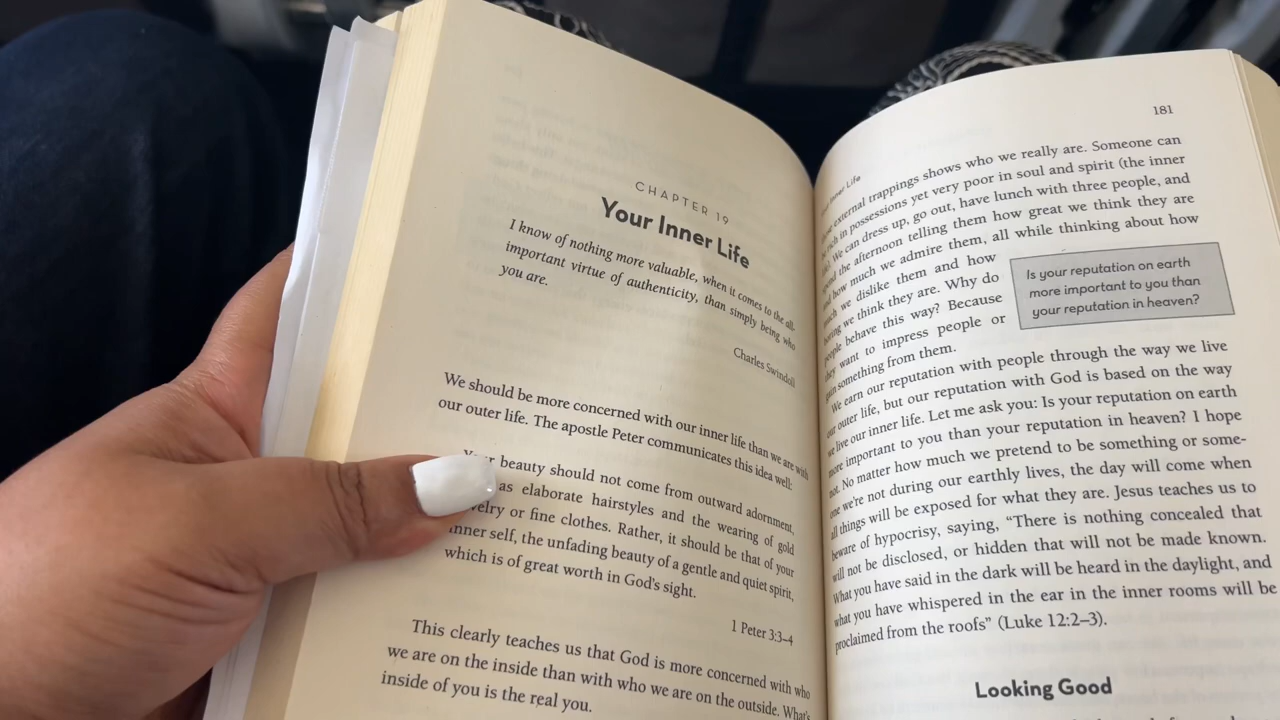 CHAPTER 19
Your Inner Life
I know of nothing more valuable, when it comes to the all-
important virtue of authenticity, than simply being who
you are.
Charles Swindoll
We should be more concerned with our inner life than we are with
our outer life. The apostle Peter communicates this idea well:
Your beauty should not come from outward adornment,
as elaborate hairstyles and the wearing of gold
or fine clothes. Rather, it should be that of your
inner self, the unfading beauty of a gentle and quiet spirit,
which is of great worth in God's sight.
1 Peter 3:3–4
This clearly teaches us that God is more concerned with who
we are on the inside than with who we are on the outside. What's
inside of you is the real you.
181
Inner Life
external trappings shows who we really are. Someone can
in possessions yet very poor in soul and spirit (the inner
We can dress up, go out, have lunch with three people, and
the afternoon telling them how great we think they are
how much we admire them, all while thinking about how
we dislike them and how
we think they are. Why do
people behave this way? Because
they want to impress people or
gain something from them.
Is your reputation on earth
more important to you than
your reputation in heaven?
We earn our reputation with people through the way we live
our outer life, but our reputation with God is based on the way
we live our inner life. Let me ask you: Is your reputation on earth
more important to you than your reputation in heaven? I hope
not. No matter how much we pretend to be something or some-
one we're not during our earthly lives, the day will come when
all things will be exposed for what they are. Jesus teaches us to
beware of hypocrisy, saying, “There is nothing concealed that
will not be disclosed, or hidden that will not be made known.
What you have said in the dark will be heard in the daylight, and
what you have whispered in the ear in the inner rooms will be
proclaimed from the roofs” (Luke 12:2–3).
Looking Good